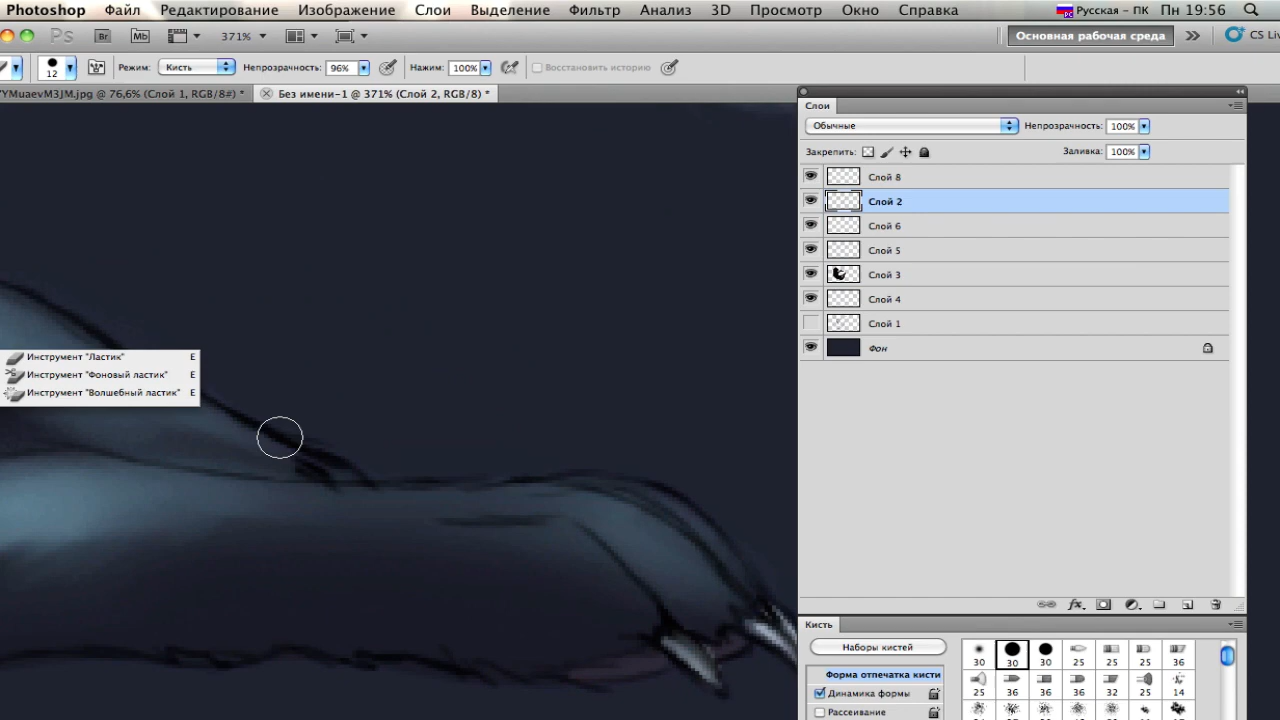 Photoshop Файл Редактирование Изображение Слои Выделение Фильтр Анализ 3D Просмотр Окно Справка Русская – ПК Пн 19:56
Ps Br Mb 371% Основная рабочая среда CS Liv
12 Режим: Кисть Непрозрачность: 96% Нажим: 100% Восстановить историю
YMuaevM3JM.jpg @ 76,6% (Слой 1, RGB/8#) * Без имени-1 @ 371% (Слой 2, RGB/8) *
Слои
Обычные Непрозрачность: 100%
Закрепить: Заливка: 100%
Слой 8
Слой 2
Слой 6
Слой 5
Слой 3
Слой 4
Слой 1
Фон
Инструмент "Ластик" E
Инструмент "Фоновый ластик" E
Инструмент "Волшебный ластик" E
Кисть
Наборы кистей
Форма отпечатка кисти
Динамика формы
Рассеивание
30 30 30 25 25 25 36
25 36 36 36 32 25 14